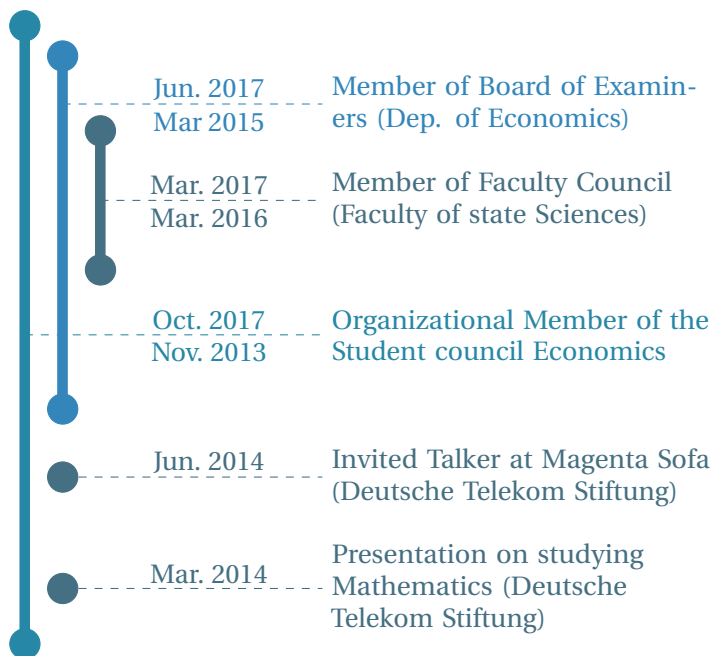 Jun. 2017
Mar 2015
Member of Board of Examin-
ers (Dep. of Economics)
Mar. 2017
Mar. 2016
Member of Faculty Council
(Faculty of state Sciences)
Oct. 2017
Nov. 2013
Organizational Member of the
Student council Economics
Jun. 2014
Invited Talker at Magenta Sofa
(Deutsche Telekom Stiftung)
Mar. 2014
Presentation on studying
Mathematics (Deutsche
Telekom Stiftung)